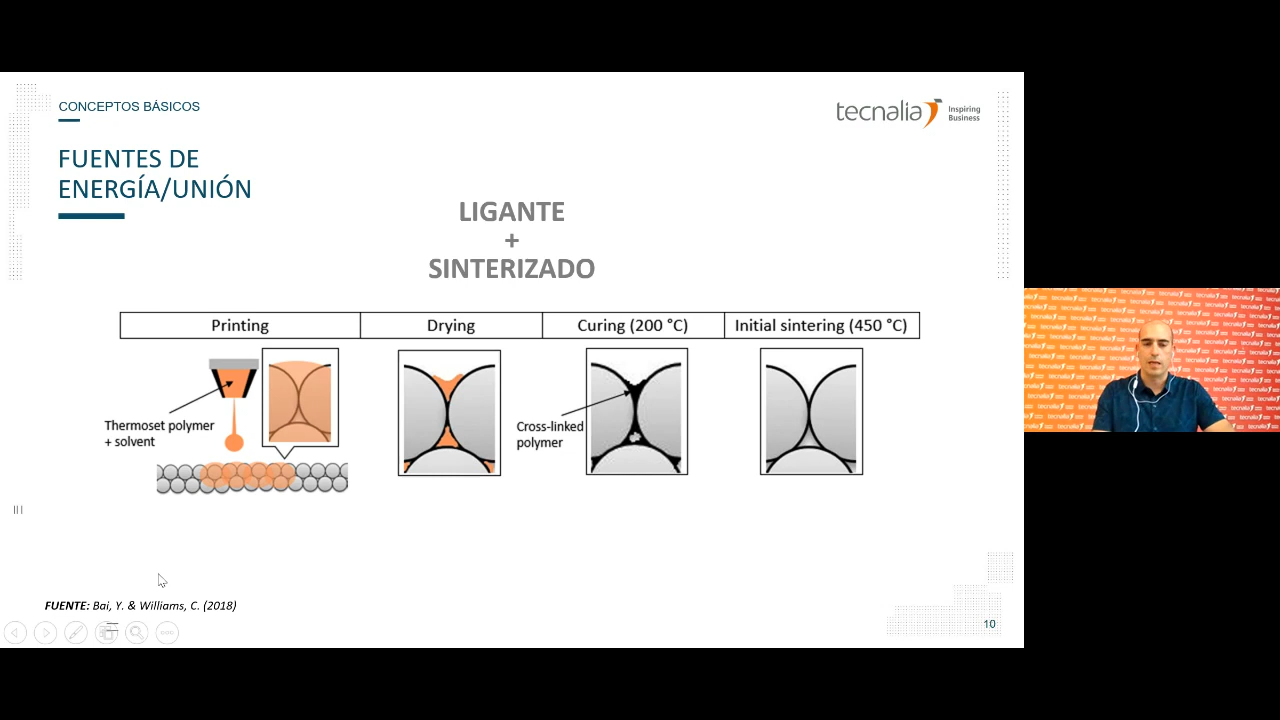 CONCEPTOS BÁSICOS
tecnalia Inspiring
Business
FUENTES DE
ENERGÍA/UNIÓN
LIGANTE
+
SINTERIZADO
Printing Drying Curing (200 °C) Initial sintering (450 °C)
Thermoset polymer
+ solvent
Cross-linked
polymer
FUENTE: Bai, Y. & Williams, C. (2018)
10